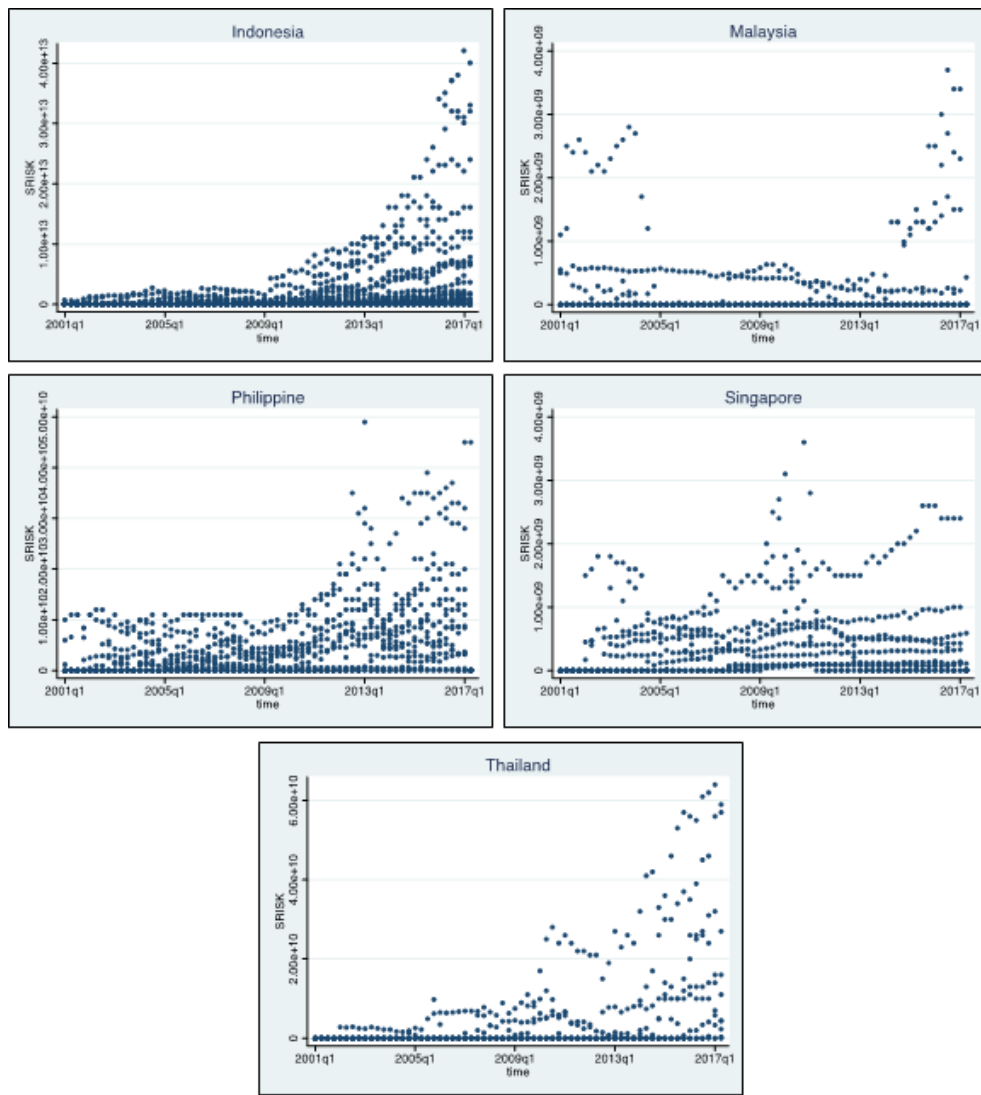 Indonesia
4.00e+13
3.00e+13
2.00e+13
1.00e+13
0
SRISK
2001q1 2005q1 2009q1 2013q1 2017q1
time
Malaysia
4.00e+09
3.00e+09
2.00e+09
1.00e+09
0
SRISK
2001q1 2005q1 2009q1 2013q1 2017q1
time
Philippine
0
1.00e+102.00e+103.00e+104.00e+105.00e+10
SRISK
2001q1 2005q1 2009q1 2013q1 2017q1
time
Singapore
4.00e+09
3.00e+09
2.00e+09
1.00e+09
0
SRISK
2001q1 2005q1 2009q1 2013q1 2017q1
time
Thailand
6.00e+10
4.00e+10
2.00e+10
0
SRISK
2001q1 2005q1 2009q1 2013q1 2017q1
time